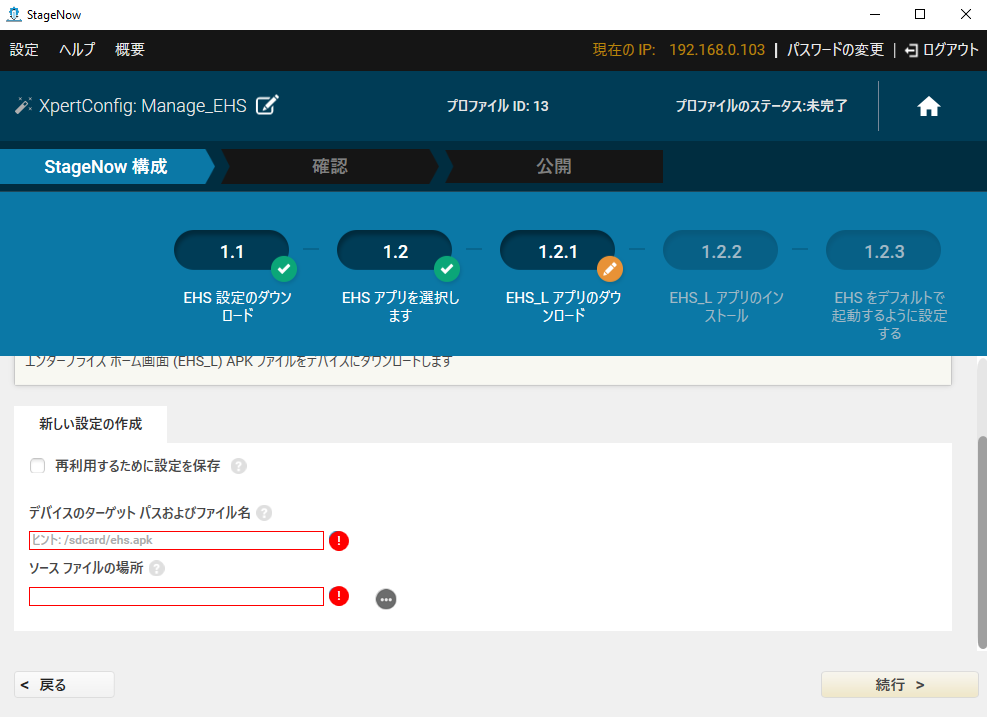 StageNow
設定 ヘルプ 概要 現在の IP: 192.168.0.103 | パスワードの変更 | ログアウト
XpertConfig: Manage_EHS プロファイル ID: 13 プロファイルのステータス:未完了
StageNow 構成 確認 公開
1.1 1.2 1.2.1 1.2.2 1.2.3
EHS 設定のダウン
ロード
EHS アプリを選択し
ます
EHS_L アプリのダウ
ンロード
EHS_L アプリのイン
ストール
EHS をデフォルトで
起動するように設定
する
エンタープライズ ホーム画面 (EHS_L) APK ファイルをデバイスにダウンロードします
新しい設定の作成
再利用するために設定を保存 ?
デバイスのターゲット パスおよびファイル名 ?
ヒント: /sdcard/ehs.apk !
ソース ファイルの場所 ?
! ...
< 戻る 続行 >